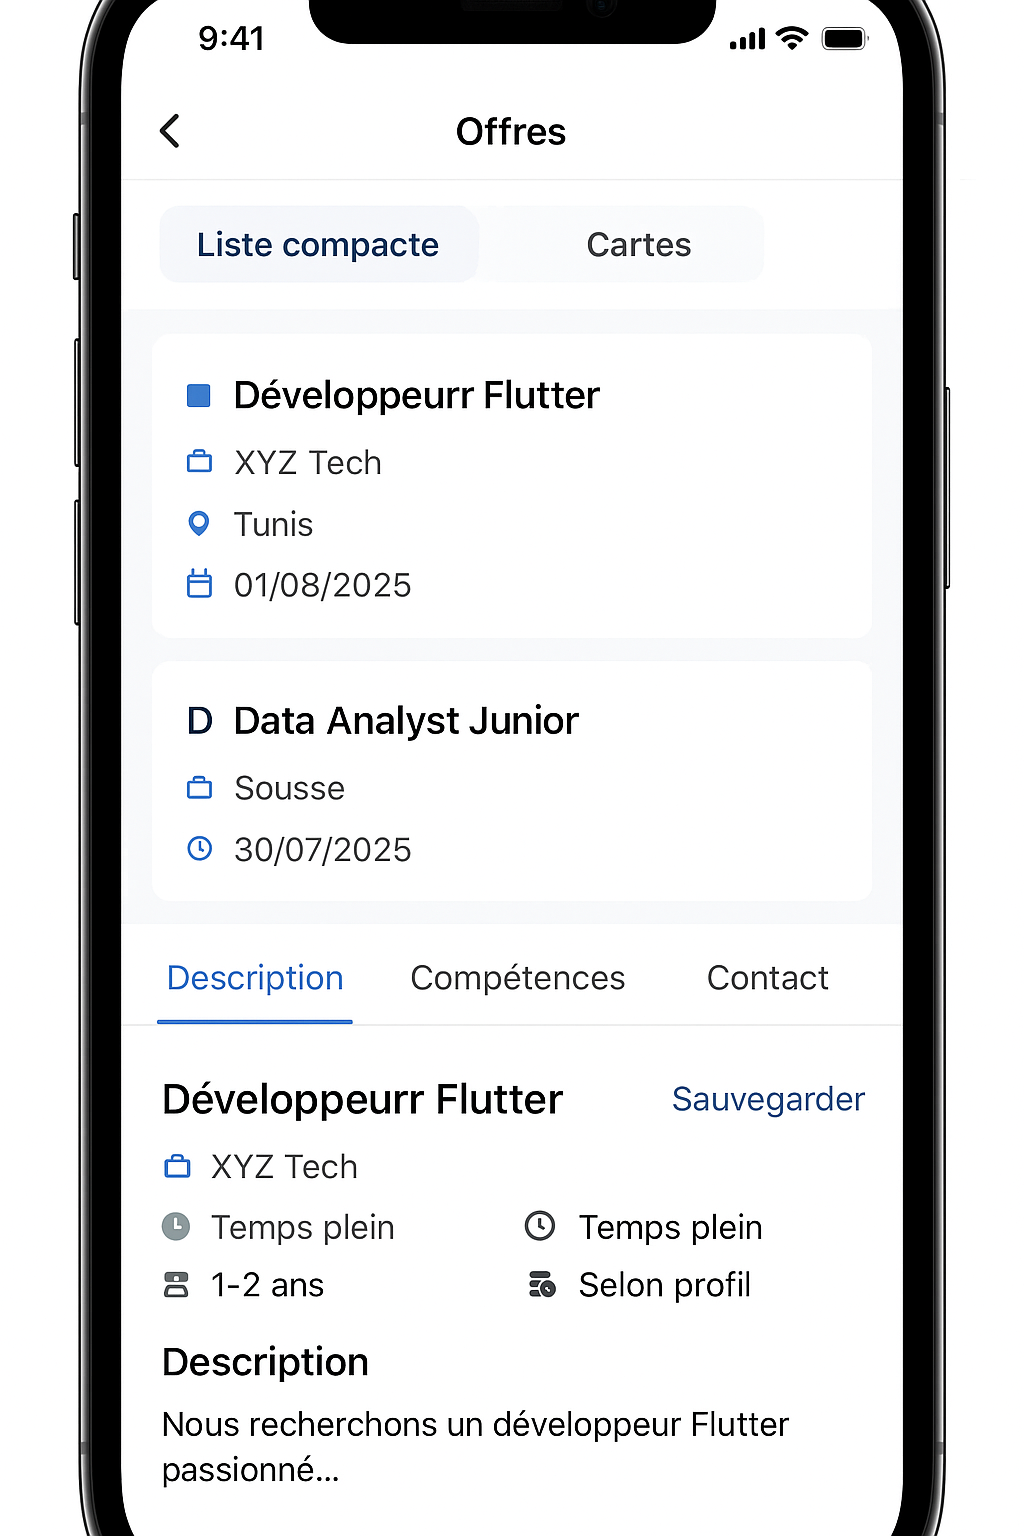 9:41
Offres
Liste compacte Cartes
Développeurr Flutter
XYZ Tech
Tunis
01/08/2025
D Data Analyst Junior
Sousse
30/07/2025
Description Compétences Contact
Développeurr Flutter Sauvegarder
XYZ Tech
Temps plein Temps plein
1-2 ans Selon profil
Description
Nous recherchons un développeur Flutter
passionné...